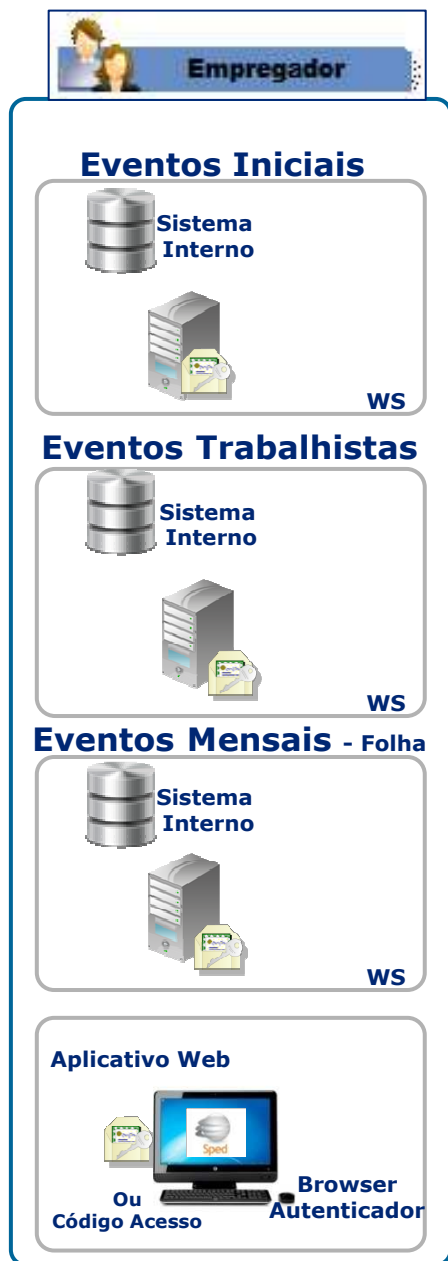 Empregador
Eventos Iniciais
Sistema
Interno
WS
Eventos Trabalhistas
Sistema
Interno
WS
Eventos Mensais - Folha
Sistema
Interno
WS
Aplicativo Web
Sped
Ou
Código Acesso
Browser
Autenticador